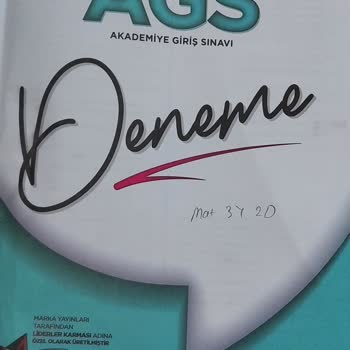 AGS
AKADEMİYE GİRİŞ SINAVI
Deneme
Mat 3Y 2D
MARKA YAYINLARI
TARAFINDAN
LİDERLER KARMASI ADINA
ÖZEL OLARAK ÜRETİLMİŞTİR